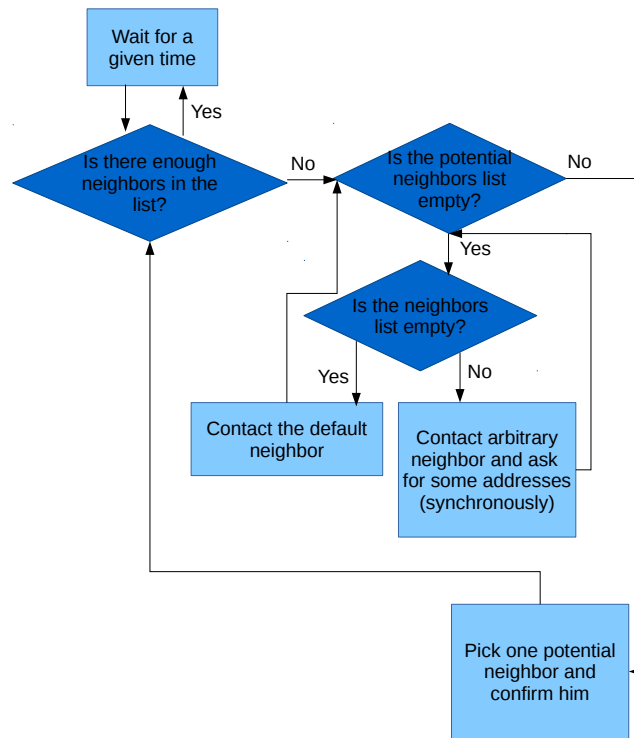 Wait for a
given time
Yes
Is there enough
neighbors in the
list?
No
Is the potential
neighbors list
empty?
No
Yes
Is the neighbors
list empty?
Yes
No
Contact the default
neighbor
Contact arbitrary
neighbor and ask
for some addresses
(synchronously)
Pick one potential
neighbor and
confirm him